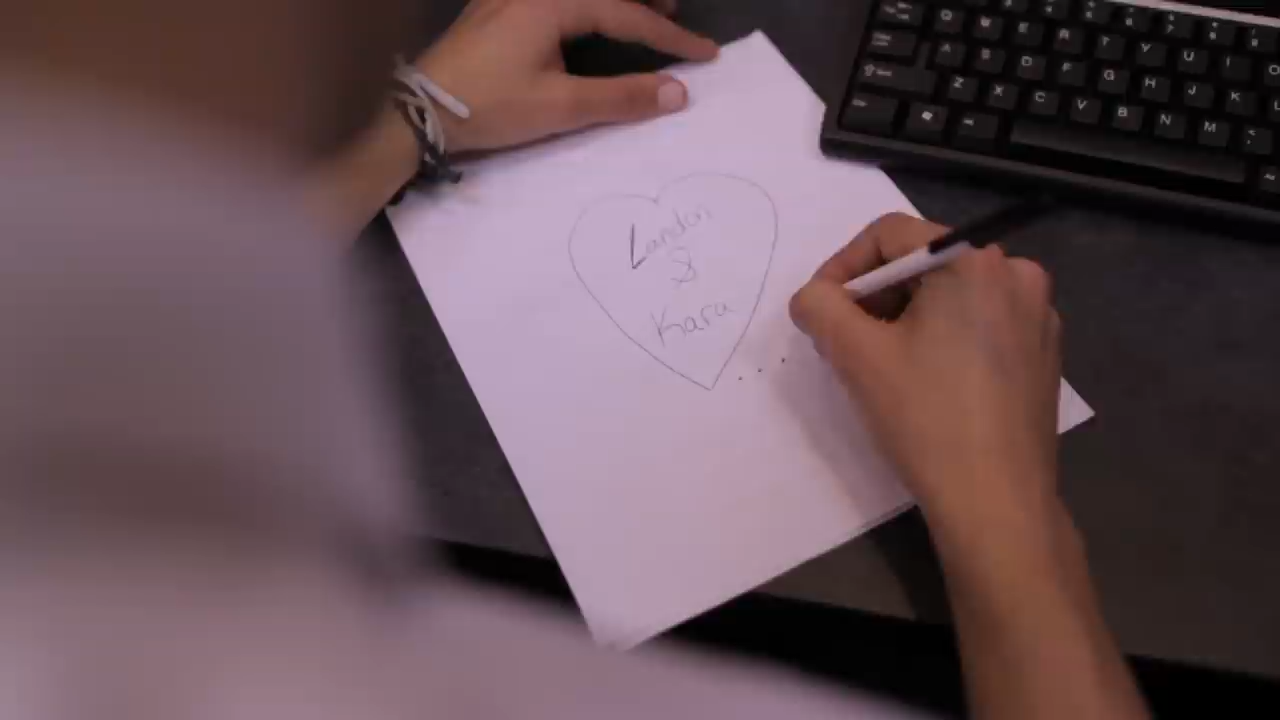 Landon
&
Kara
...
Q W E R T Y U I O
A S D F G H J K L
Z X C V B N M